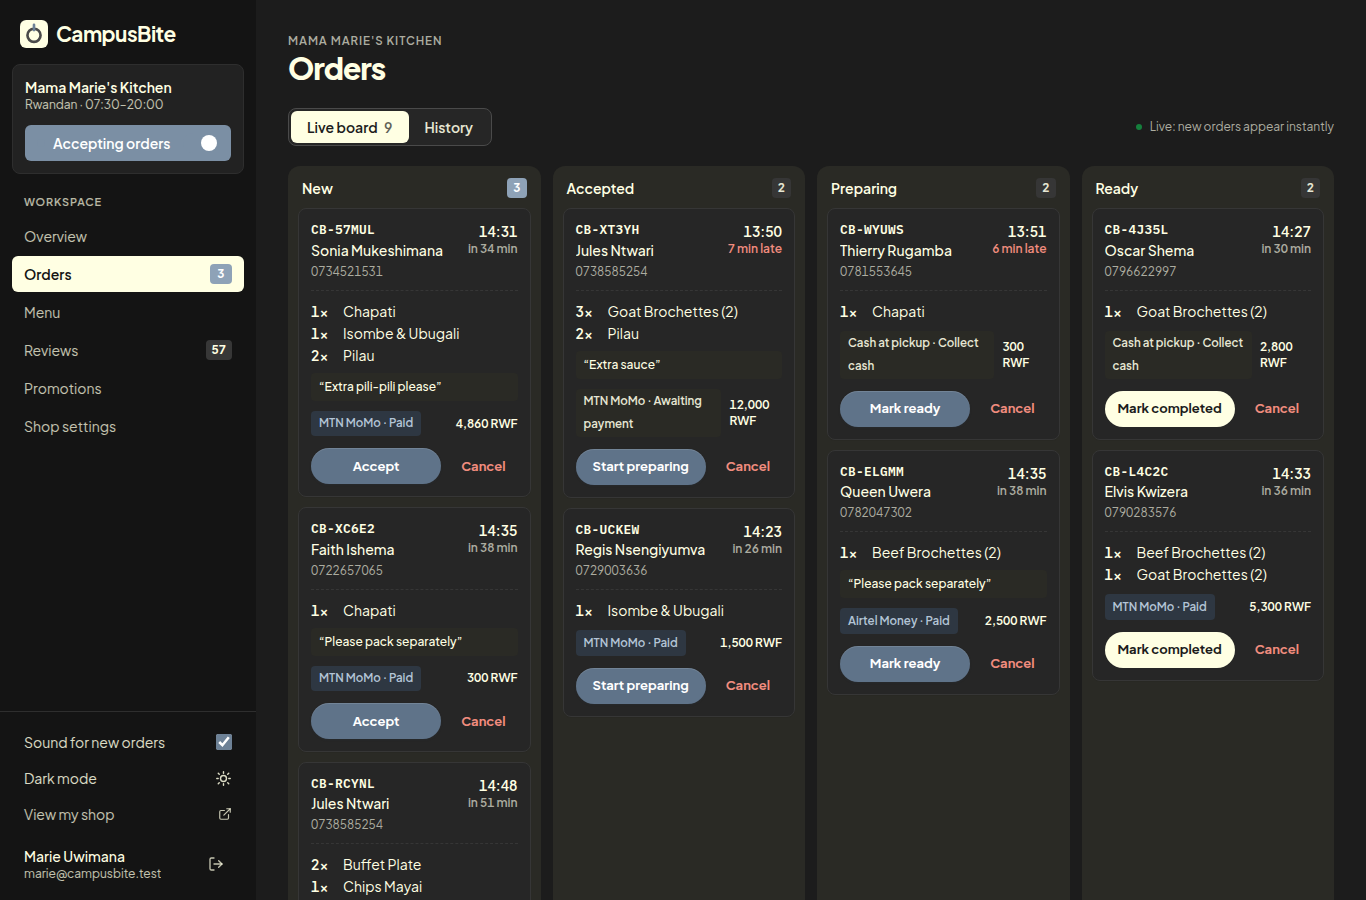 CampusBite
Mama Marie's Kitchen
Rwandan · 07:30–20:00
Accepting orders
WORKSPACE
Overview
Orders 3
Menu
Reviews 57
Promotions
Shop settings
Sound for new orders
Dark mode
View my shop
Marie Uwimana
marie@campusbite.test
MAMA MARIE'S KITCHEN
Orders
Live board 9
History
Live: new orders appear instantly
New 3
CB-57MUL 14:31
Sonia Mukeshimana in 34 min
0734521531
1× Chapati
1× Isombe & Ubugali
2× Pilau
“Extra pili-pili please”
MTN MoMo · Paid 4,860 RWF
Accept Cancel
CB-XC6E2 14:35
Faith Ishema in 38 min
0722657065
1× Chapati
“Please pack separately”
MTN MoMo · Paid 300 RWF
Accept Cancel
CB-RCYNL 14:48
Jules Ntwari in 51 min
0738585254
2× Buffet Plate
1× Chips Mayai
Accepted 2
CB-XT3YH 13:50
Jules Ntwari 7 min late
0738585254
3× Goat Brochettes (2)
2× Pilau
“Extra sauce”
MTN MoMo · Awaiting
payment
12,000
RWF
Start preparing Cancel
CB-UCKEW 14:23
Regis Nsengiyumva in 26 min
0729003636
1× Isombe & Ubugali
MTN MoMo · Paid 1,500 RWF
Start preparing Cancel
Preparing 2
CB-WYUWS 13:51
Thierry Rugamba 6 min late
0781553645
1× Chapati
Cash at pickup · Collect
cash
300
RWF
Mark ready Cancel
CB-ELGMM 14:35
Queen Uwera in 38 min
0782047302
1× Beef Brochettes (2)
“Please pack separately”
Airtel Money · Paid 2,500 RWF
Mark ready Cancel
Ready 2
CB-4J35L 14:27
Oscar Shema in 30 min
0796622997
1× Goat Brochettes (2)
Cash at pickup · Collect
cash
2,800
RWF
Mark completed Cancel
CB-L4C2C 14:33
Elvis Kwizera in 36 min
0790283576
1× Beef Brochettes (2)
1× Goat Brochettes (2)
MTN MoMo · Paid 5,300 RWF
Mark completed Cancel